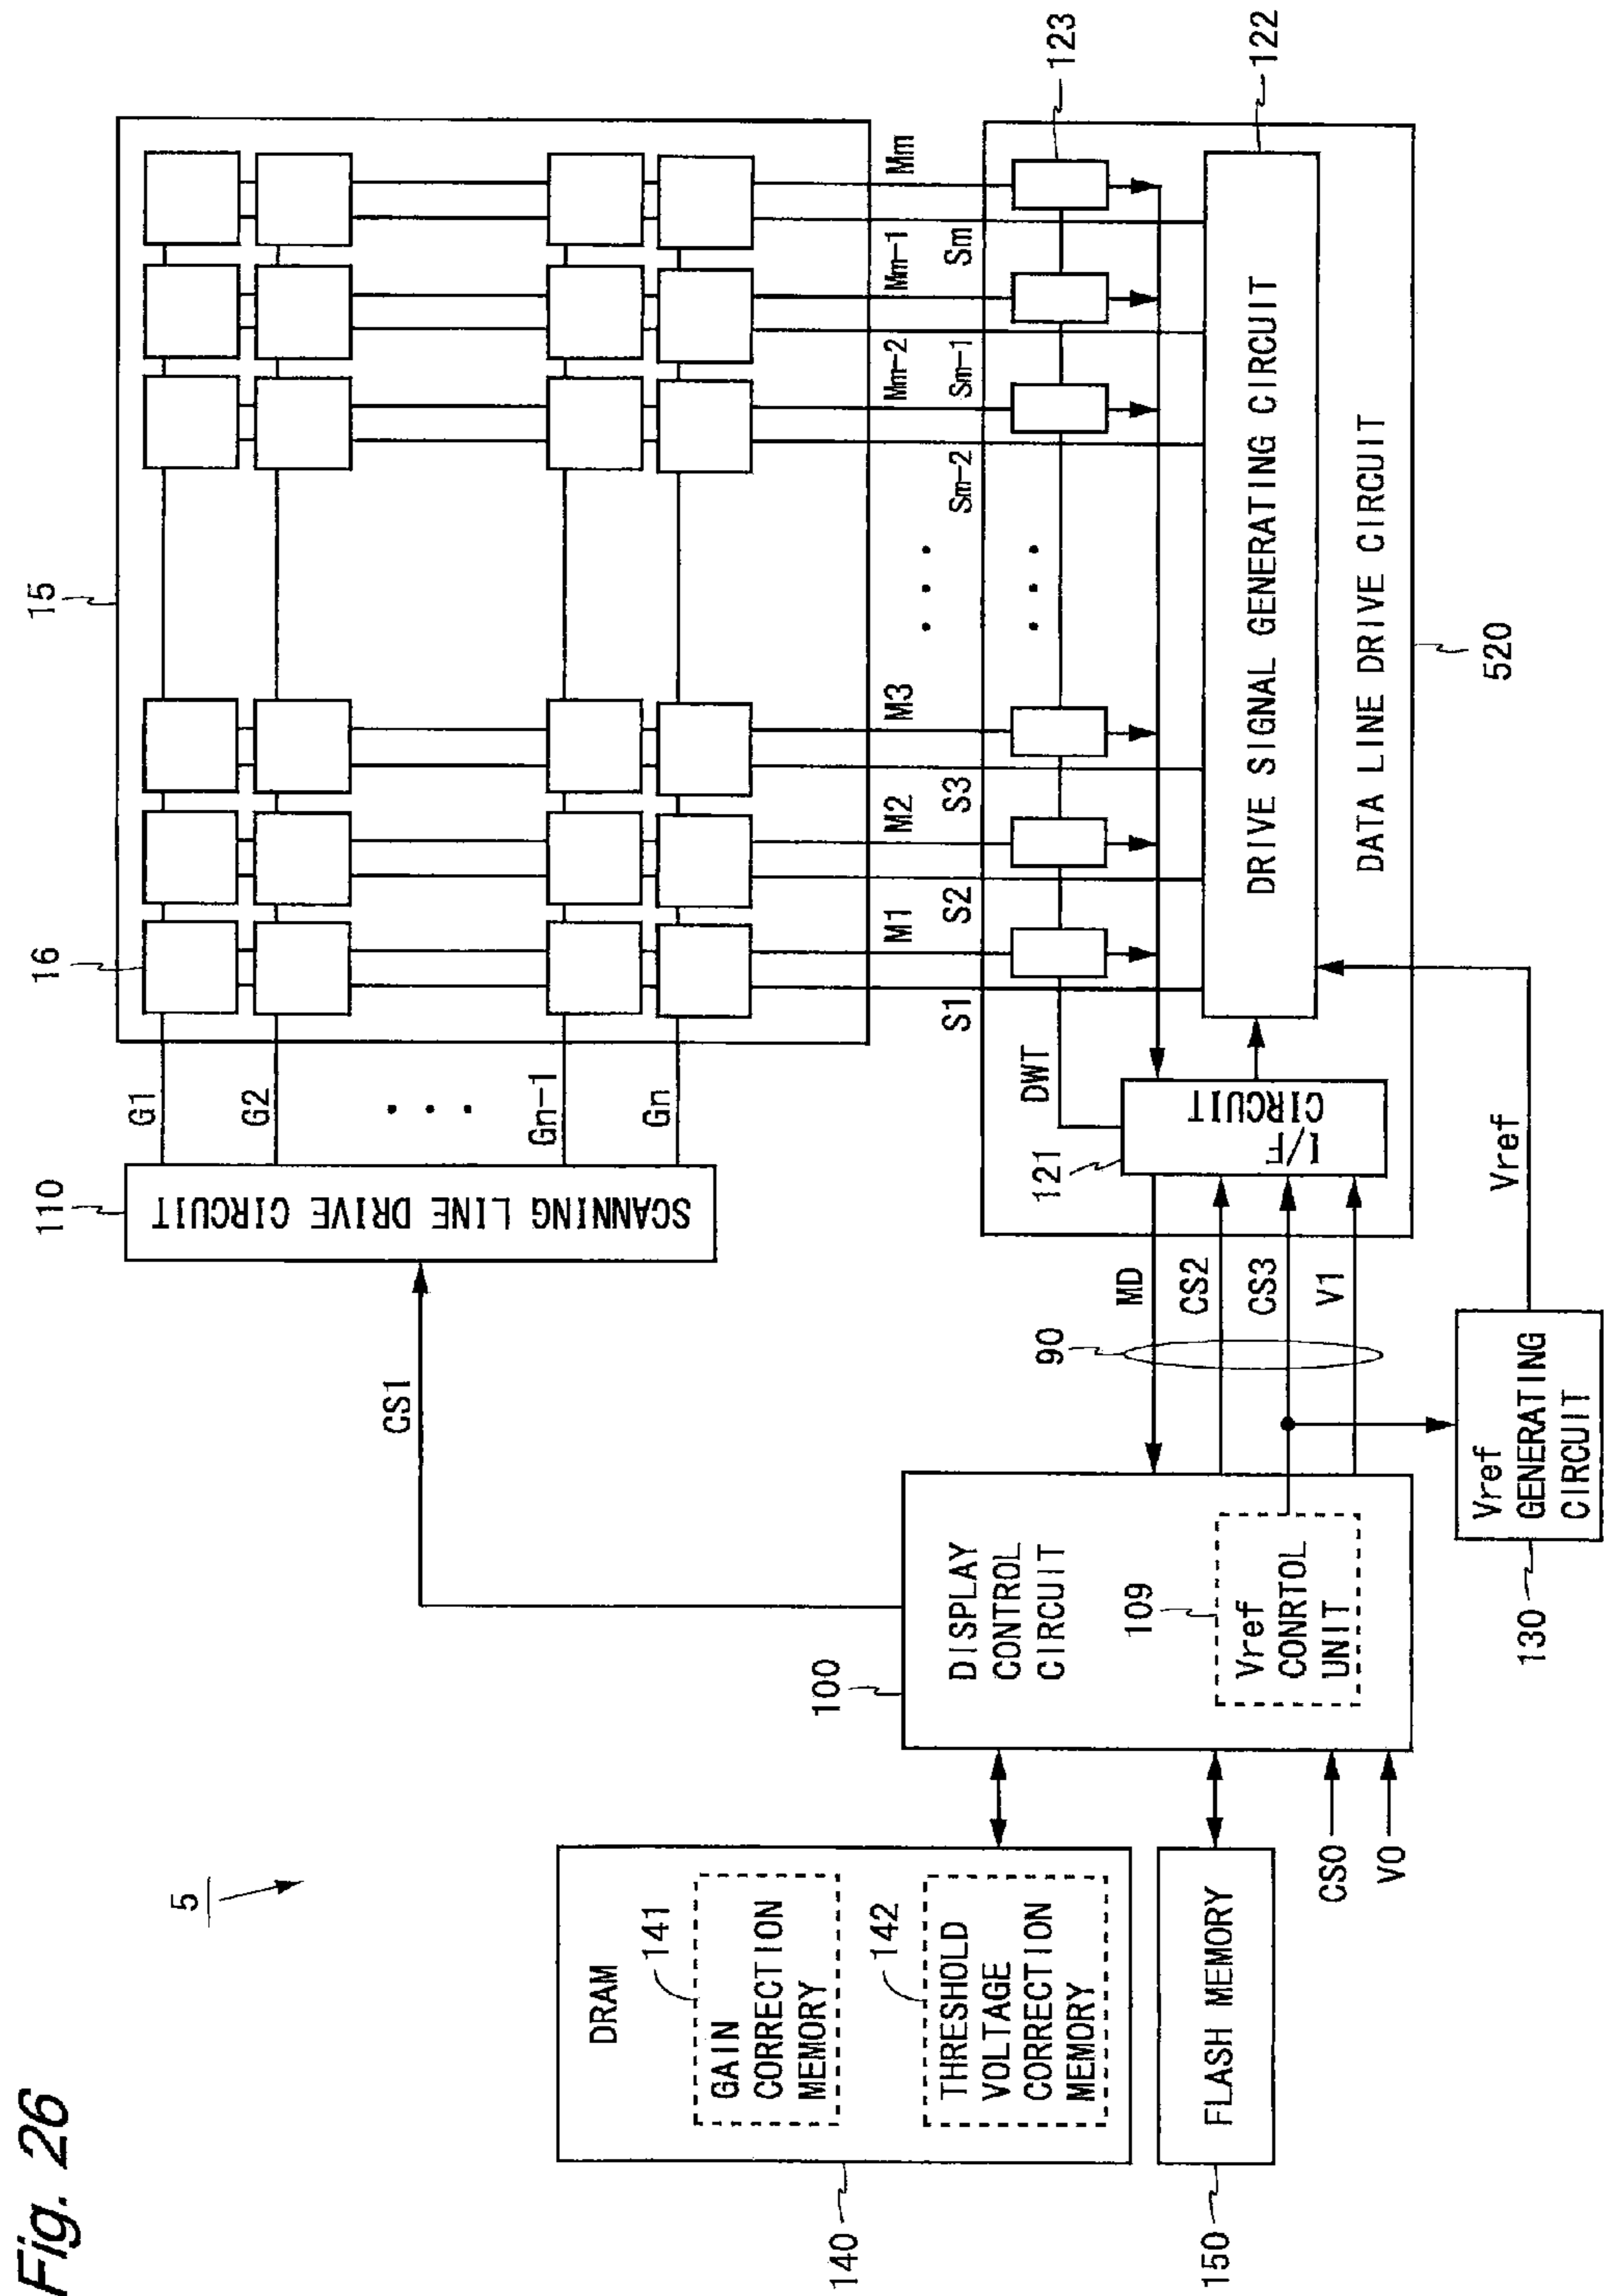 Fig. 26
5
15
16
110
SCANNING LINE DRIVE CIRCUIT
G1
G2
Gn-1
Gn
CS1
M1
M2
M3
Mm-2
Mm-1
Mm
S1
S2
S3
Sm-2
Sm-1
Sm
123
122
DWT
121
I/F
CIRCUIT
DRIVE SIGNAL GENERATING CIRCUIT
DATA LINE DRIVE CIRCUIT
520
MD
CS2
CS3
V1
90
Vref
100
DISPLAY
CONTROL
CIRCUIT
109
Vref
CONRTOL
UNIT
130
Vref
GENERATING
CIRCUIT
140
DRAM
141
GAIN
CORRECTION
MEMORY
142
THRESHOLD
VOLTAGE
CORRECTION
MEMORY
150
FLASH MEMORY
CS0
V0